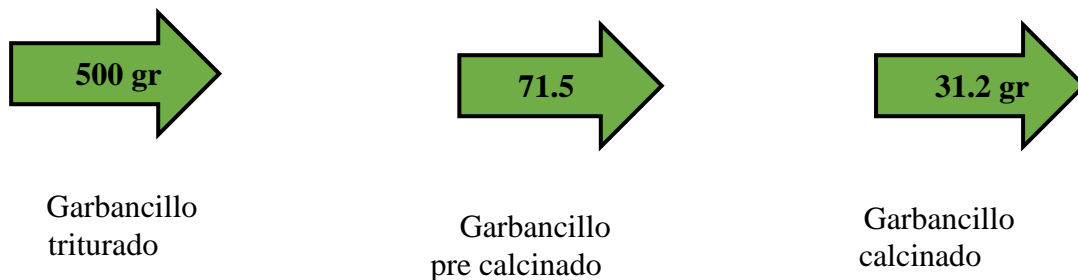 500 gr
71.5
31.2 gr
Garbancillo
triturado
Garbancillo
pre calcinado
Garbancillo
calcinado